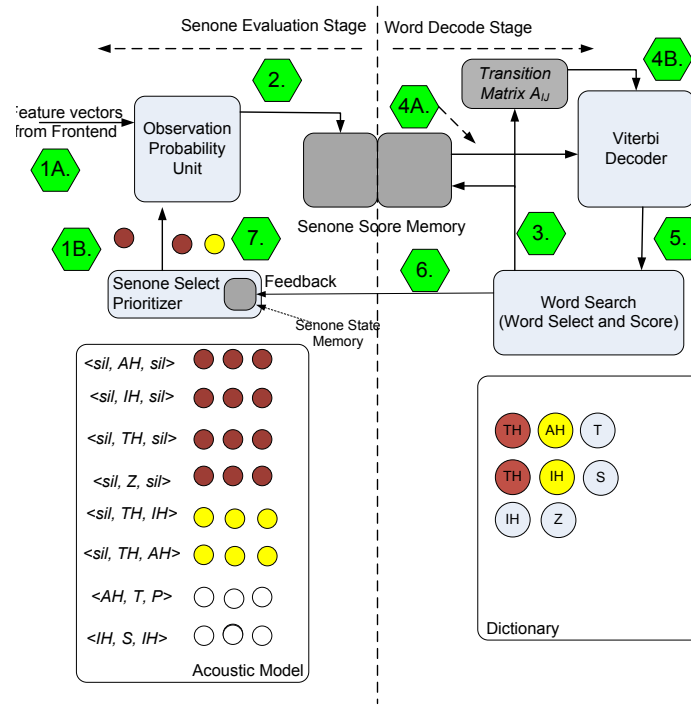 Senone Evaluation Stage
Word Decode Stage
2.
4B.
Transition
Matrix A_IJ
4A.
Feature vectors
from Frontend
1A.
Observation
Probability
Unit
Viterbi
Decoder
Senone Score Memory
1B.
7.
3.
5.
6.
Senone Select
Prioritizer
Feedback
Word Search
(Word Select and Score)
Senone State
Memory
<sil, AH, sil>
<sil, IH, sil>
<sil, TH, sil>
<sil, Z, sil>
<sil, TH, IH>
<sil, TH, AH>
<AH, T, P>
<IH, S, IH>
Acoustic Model
TH AH T
TH IH S
IH Z
Dictionary